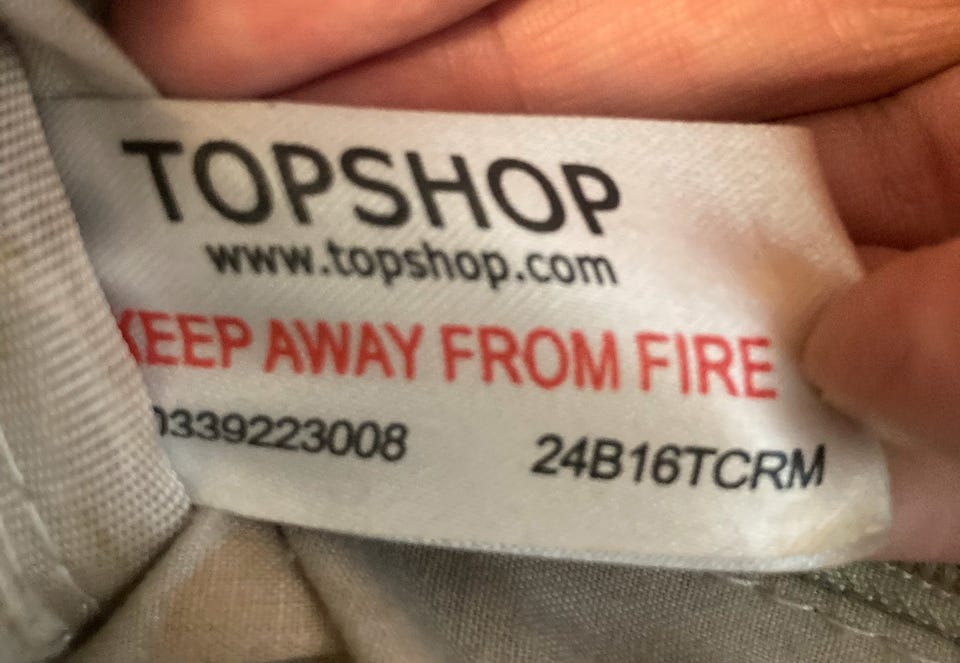 TOPSHOP
www.topshop.com
KEEP AWAY FROM FIRE
0339223008 24B16TCRM